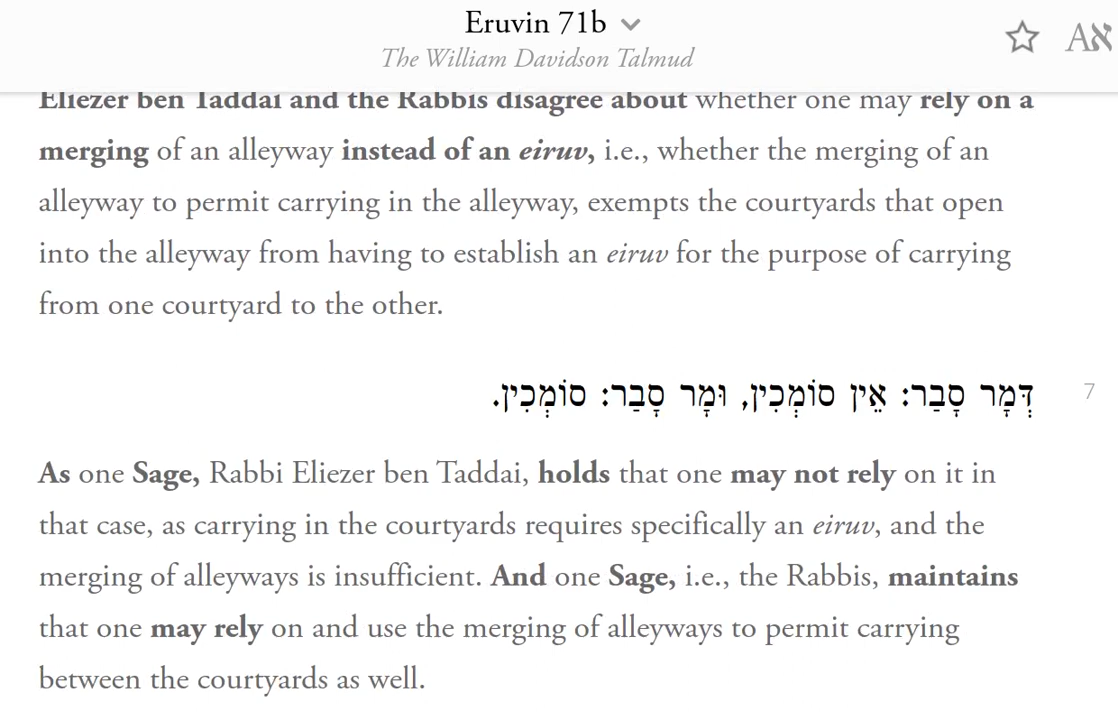 Eruvin 71b
The William Davidson Talmud
Aא
Eliezer ben Taddai and the Rabbis disagree about whether one may rely on a
merging of an alleyway instead of an eiruv, i.e., whether the merging of an
alleyway to permit carrying in the alleyway, exempts the courtyards that open
into the alleyway from having to establish an eiruv for the purpose of carrying
from one courtyard to the other.
7
דְּמָר סָבַר: אֵין סוֹמְכִין, וּמָר סָבַר: סוֹמְכִין.
As one Sage, Rabbi Eliezer ben Taddai, holds that one may not rely on it in
that case, as carrying in the courtyards requires specifically an eiruv, and the
merging of alleyways is insufficient. And one Sage, i.e., the Rabbis, maintains
that one may rely on and use the merging of alleyways to permit carrying
between the courtyards as well.